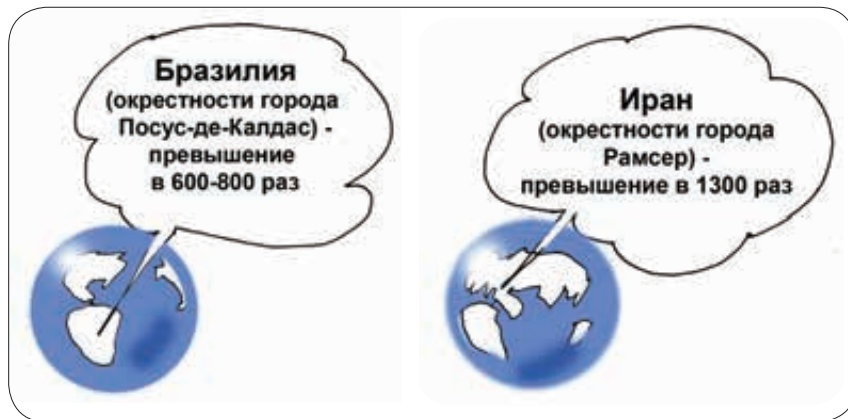 Бразилия
(окрестности города
Посус-де-Калдас) -
превышение
в 600-800 раз
Иран
(окрестности города
Рамсер) -
превышение в 1300 раз